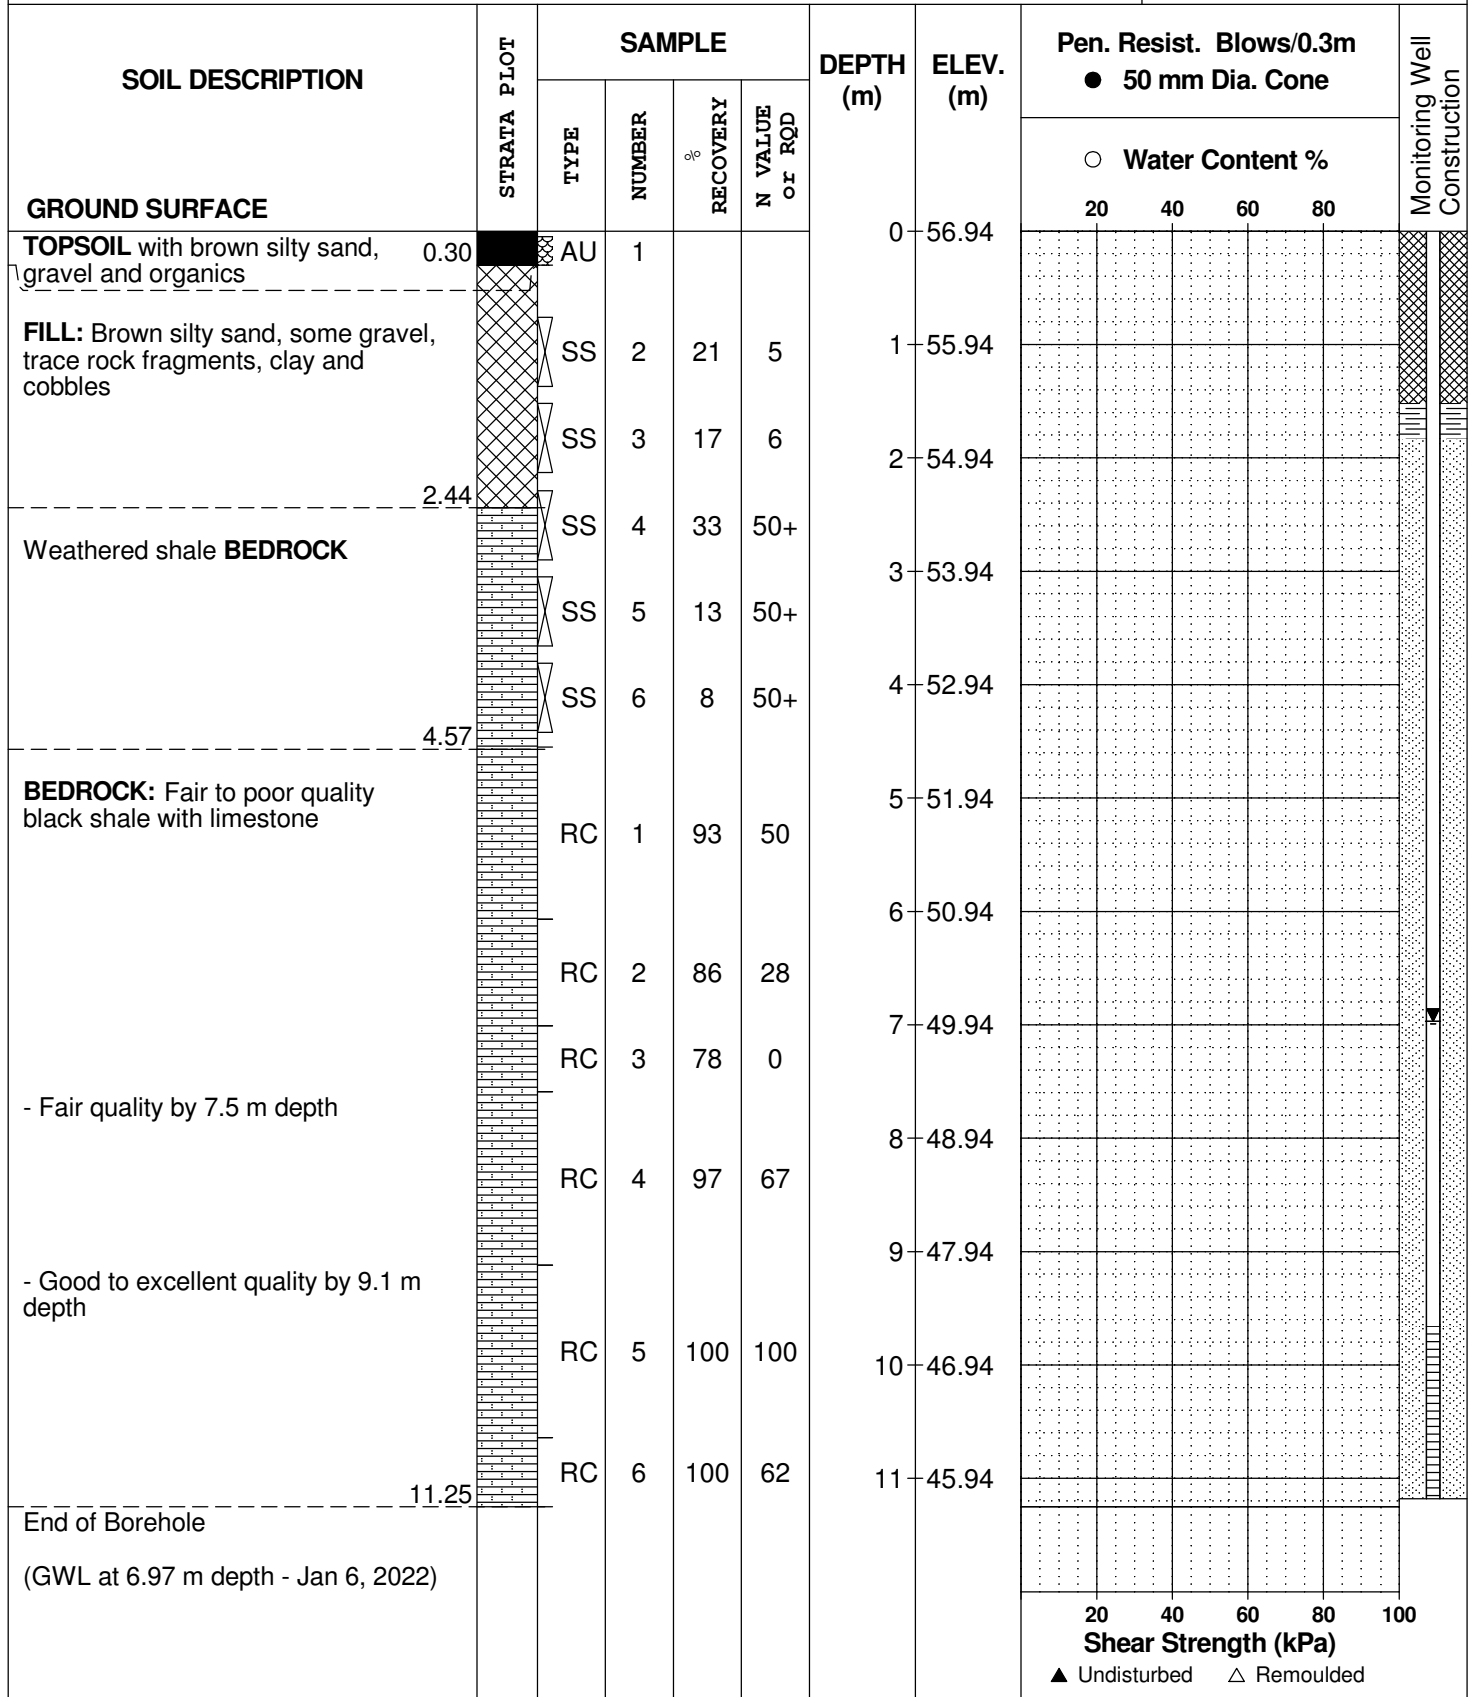 SOIL DESCRIPTION
GROUND SURFACE
STRATA PLOT
SAMPLE
TYPE
NUMBER
%
RECOVERY
N VALUE
or RQD
DEPTH
(m)
ELEV.
(m)
Pen. Resist. Blows/0.3m
● 50 mm Dia. Cone
○ Water Content %
20 40 60 80
Monitoring Well
Construction
0 56.94
TOPSOIL with brown silty sand, 0.30 AU 1
gravel and organics
FILL: Brown silty sand, some gravel,
trace rock fragments, clay and
cobbles
SS 2 21 5
1 55.94
SS 3 17 6
2 54.94
2.44
SS 4 33 50+
Weathered shale BEDROCK
3 53.94
SS 5 13 50+
4 52.94
SS 6 8 50+
4.57
BEDROCK: Fair to poor quality
black shale with limestone
5 51.94
RC 1 93 50
6 50.94
RC 2 86 28
7 49.94
RC 3 78 0
- Fair quality by 7.5 m depth
8 48.94
RC 4 97 67
9 47.94
- Good to excellent quality by 9.1 m
depth
RC 5 100 100
10 46.94
RC 6 100 62
11 45.94
11.25
End of Borehole
(GWL at 6.97 m depth - Jan 6, 2022)
20 40 60 80 100
Shear Strength (kPa)
▲ Undisturbed △ Remoulded